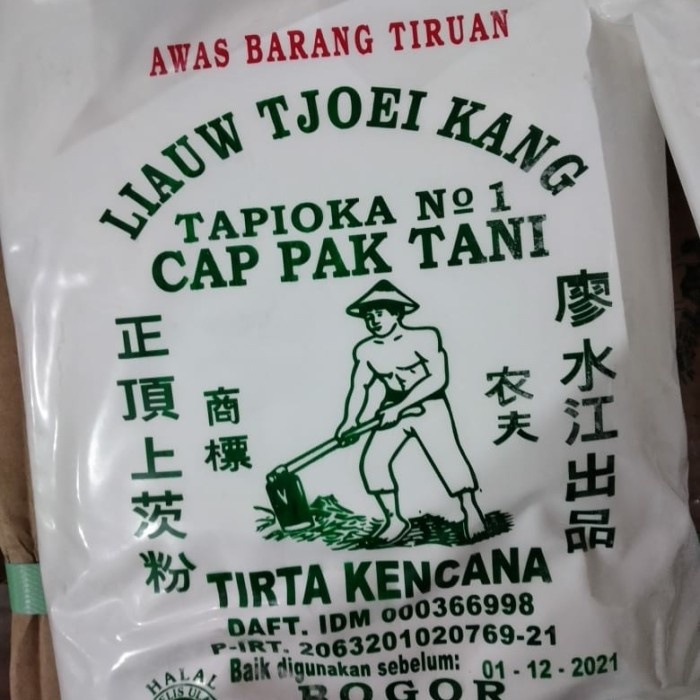 AWAS BARANG TIRUAN
LIAUW TJOEI KANG
TAPIOKA Nº 1
CAP PAK TANI
正頂上茨粉
商標
农夫
廖水江出品
TIRTA KENCANA
DAFT. IDM 000366998
P-IRT. 2063201020769-21
Baik digunakan sebelum: 01 - 12 - 2021
HALAL
BOGOR